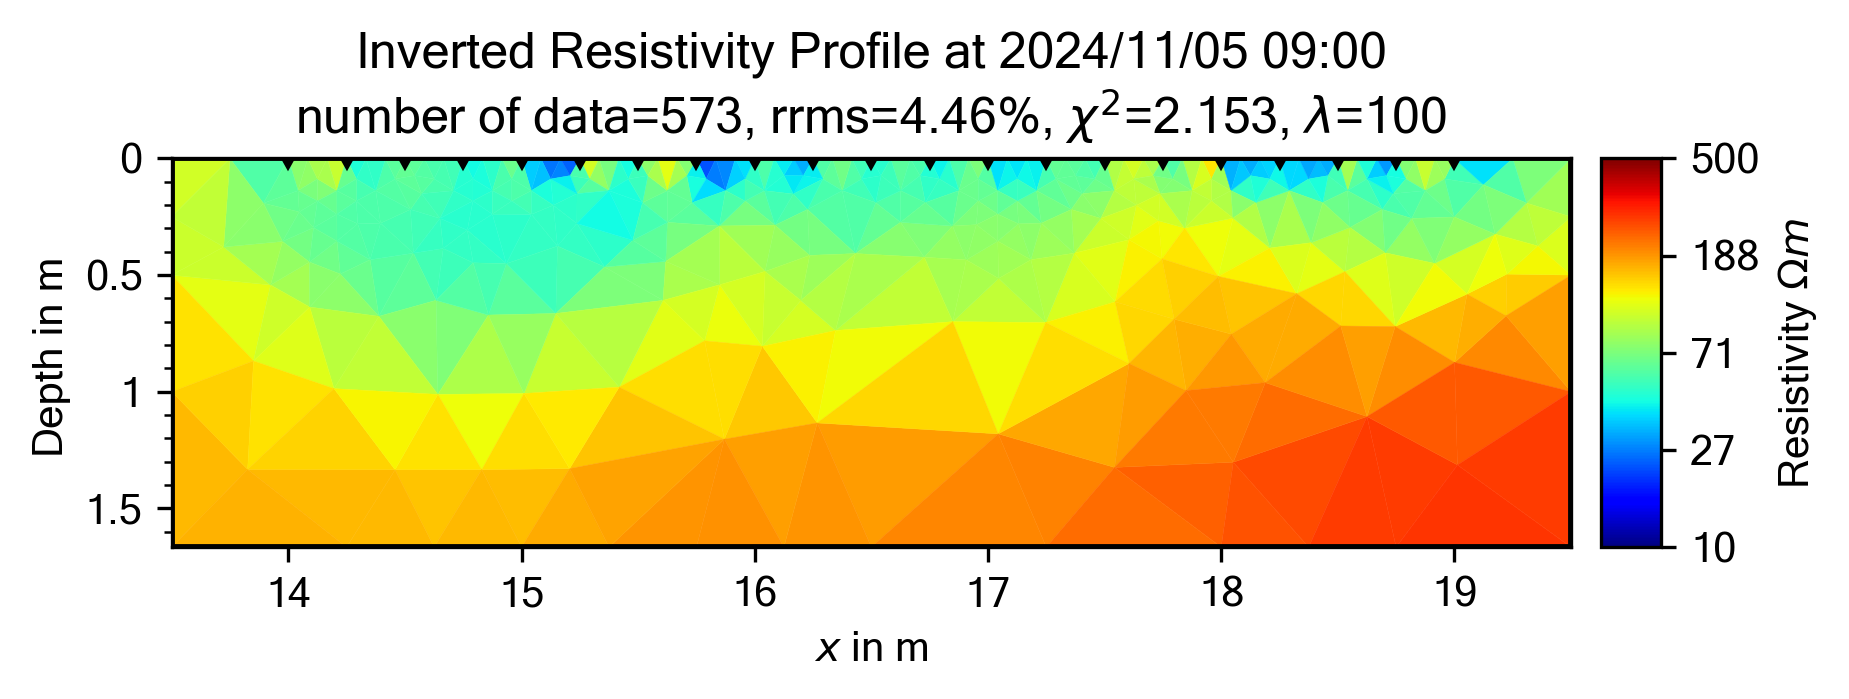 Inverted Resistivity Profile at 2024/11/05 09:00
number of data=573, rrms=4.46%, χ²=2.153, λ=100
0
0.5
1
1.5
Depth in m
14 15 16 17 18 19
x in m
500
188
71
27
10
Resistivity Ωm